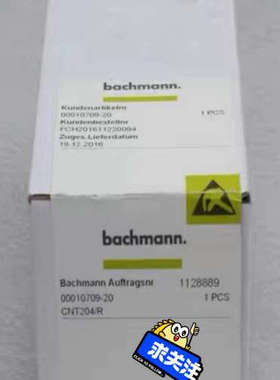 bachmann.
Kundenartikelnr
00010709-20 1 PCS
Kundenbestellnr
FCH201611220084
Zuges. Lieferdatum
19.12.2016
bachmann.
Bachmann Auftragsnr 1128889
00010709-20 1 PCS
CNT204/R
求关注